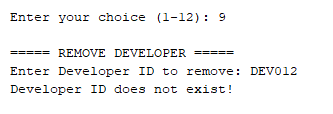 Enter your choice (1-12): 9
===== REMOVE DEVELOPER =====
Enter Developer ID to remove: DEV012
Developer ID does not exist!